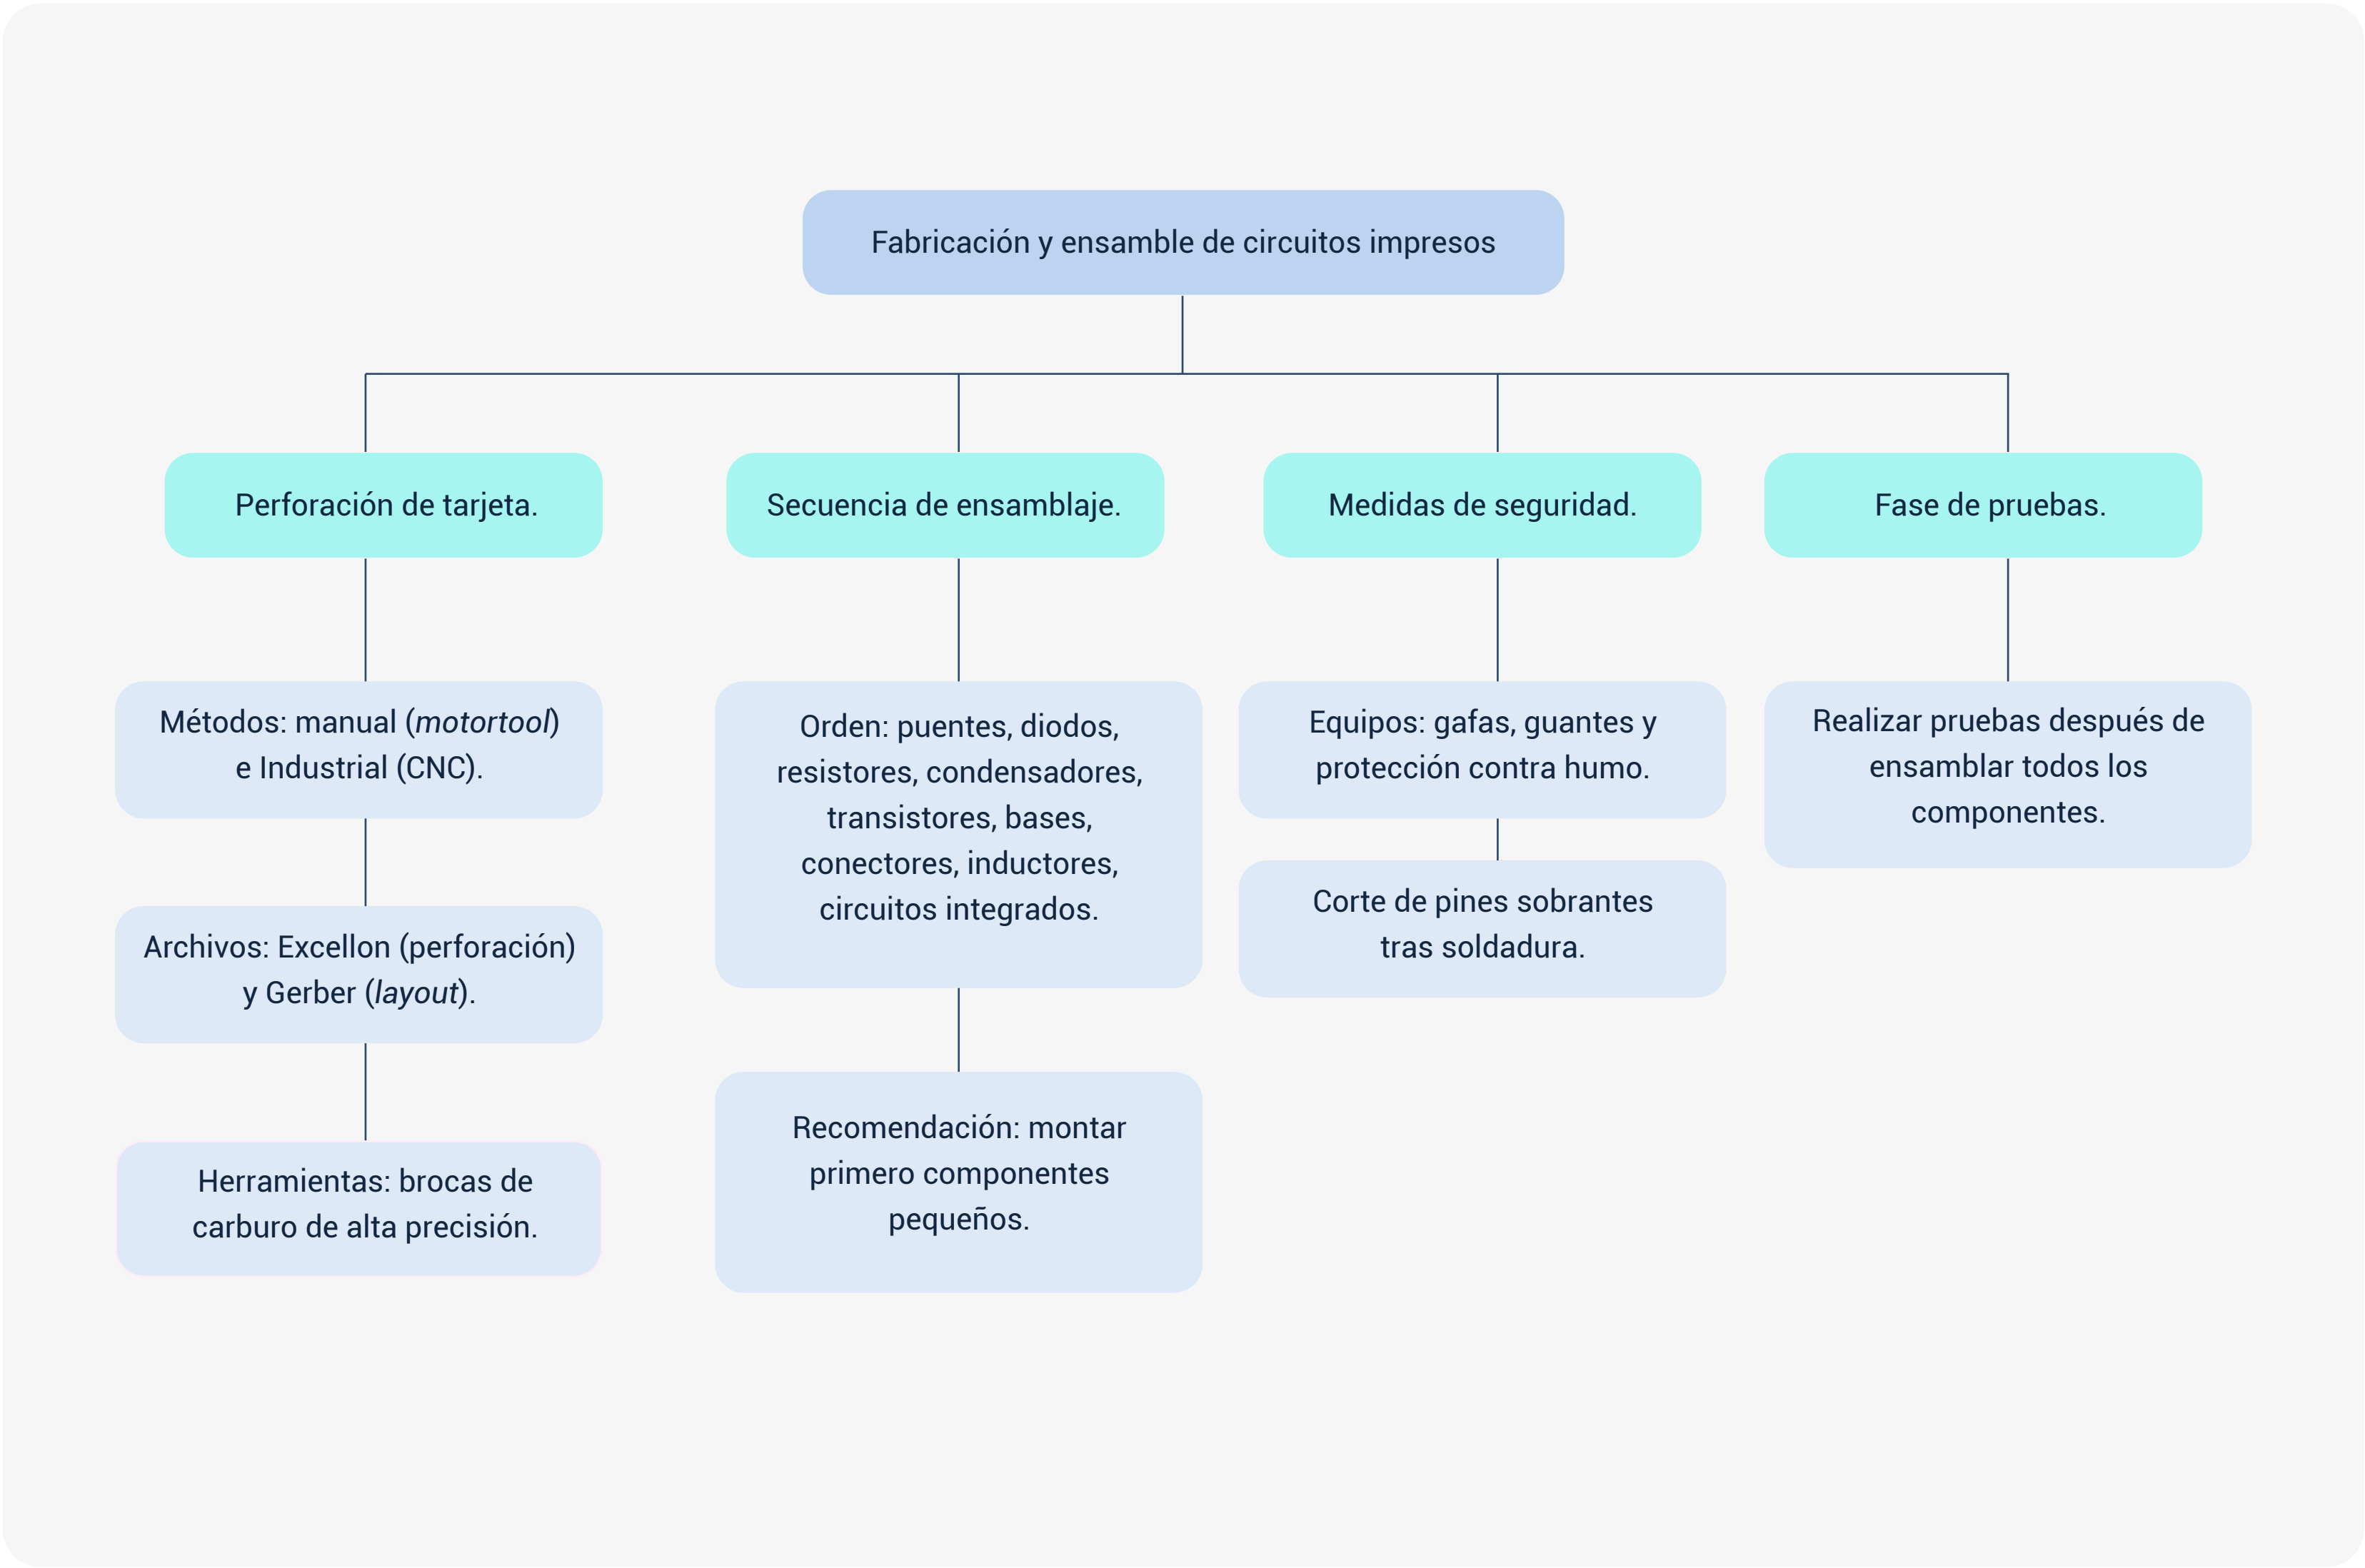 Fabricación y ensamble de circuitos impresos
Perforación de tarjeta.
Secuencia de ensamblaje.
Medidas de seguridad.
Fase de pruebas.
Métodos: manual (motortool)
e Industrial (CNC).
Archivos: Excellon (perforación)
y Gerber (layout).
Herramientas: brocas de
carburo de alta precisión.
Orden: puentes, diodos,
resistores, condensadores,
transistores, bases,
conectores, inductores,
circuitos integrados.
Recomendación: montar
primero componentes
pequeños.
Equipos: gafas, guantes y
protección contra humo.
Corte de pines sobrantes
tras soldadura.
Realizar pruebas después de
ensamblar todos los
componentes.